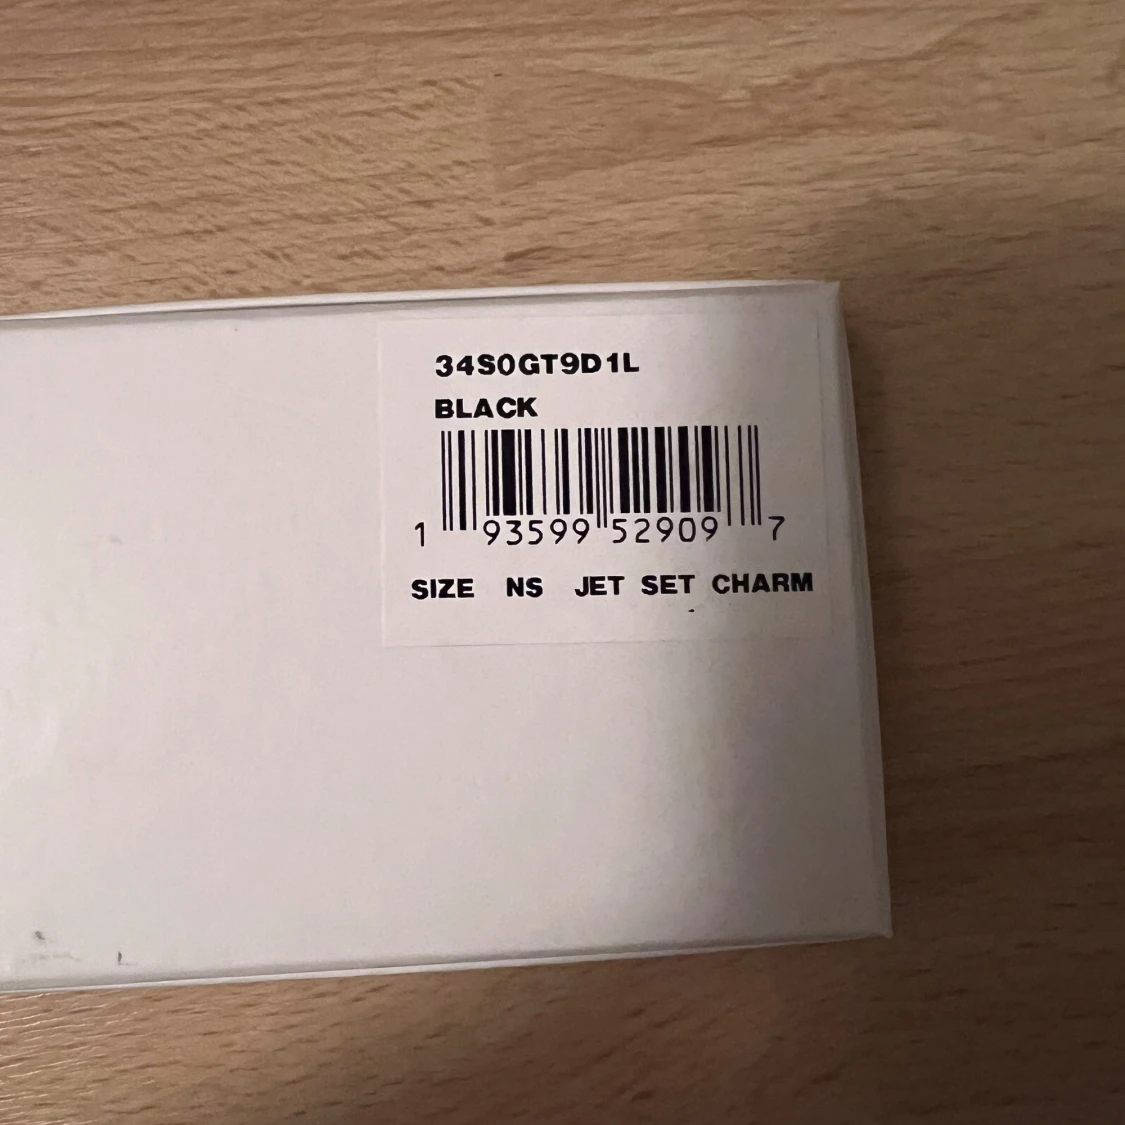 34S0GT9D1L
BLACK
1 93599 52909 7
SIZE NS JET SET CHARM